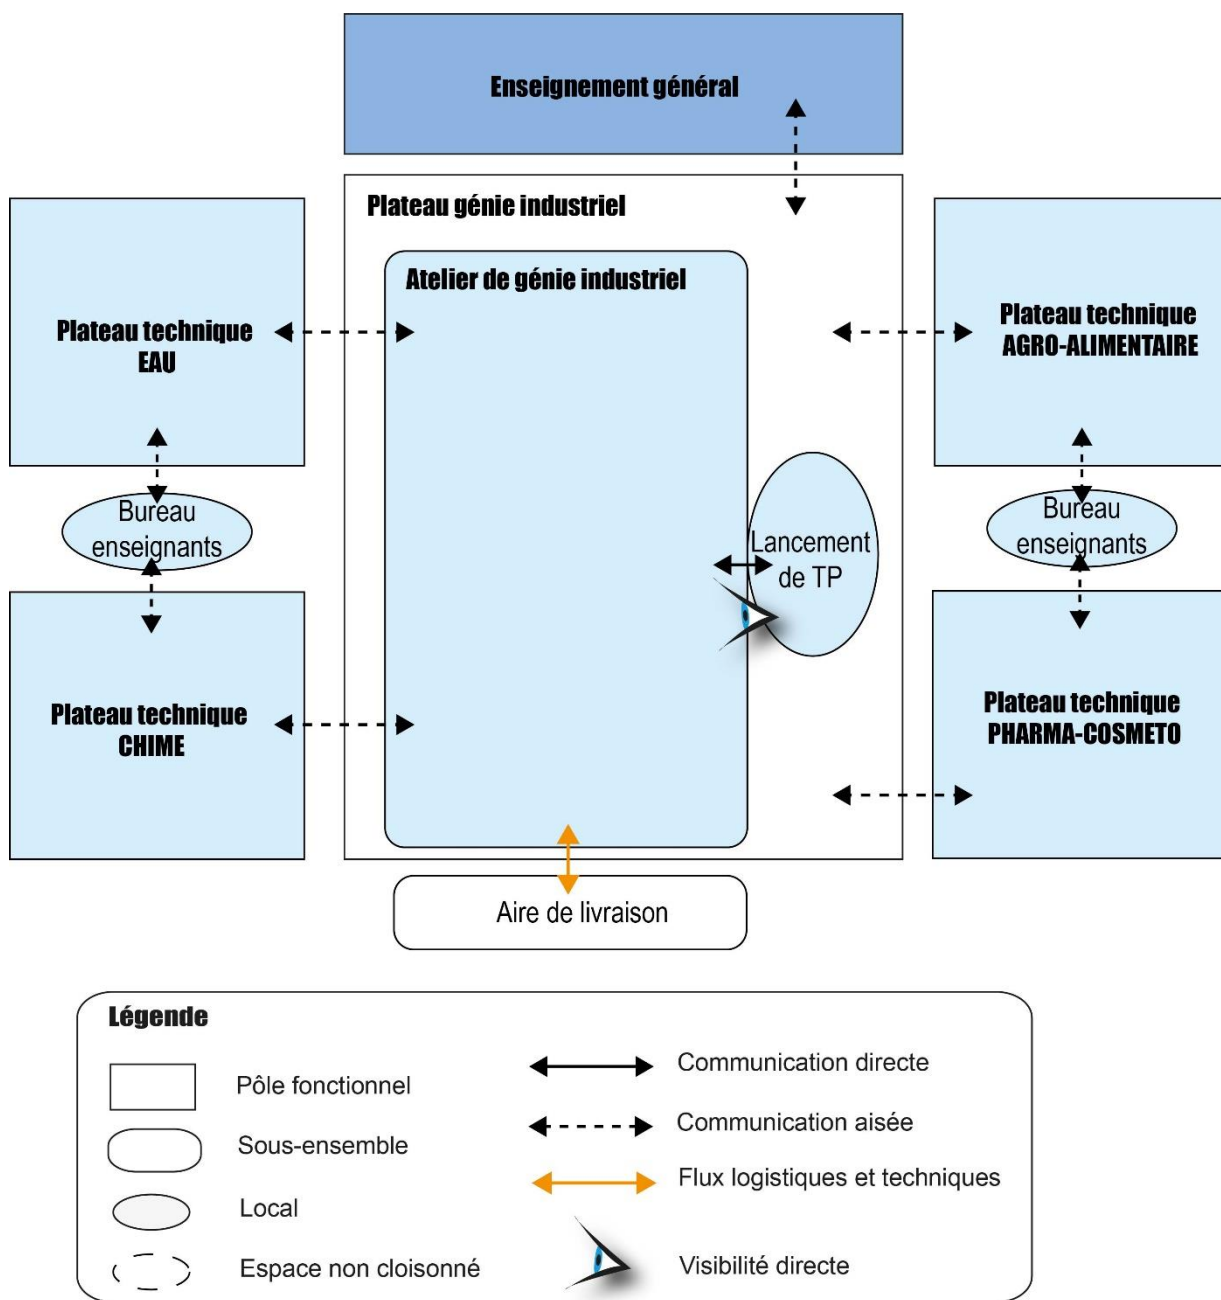 Enseignement général
Plateau génie industriel
Atelier de génie industriel
Plateau technique
EAU
Plateau technique
AGRO-ALIMENTAIRE
Bureau
enseignants
Lancement
de TP
Bureau
enseignants
Plateau technique
CHIME
Plateau technique
PHARMA-COSMETO
Aire de livraison
Légende
Pôle fonctionnel
Sous-ensemble
Local
Espace non cloisonné
Communication directe
Communication aisée
Flux logistiques et techniques
Visibilité directe